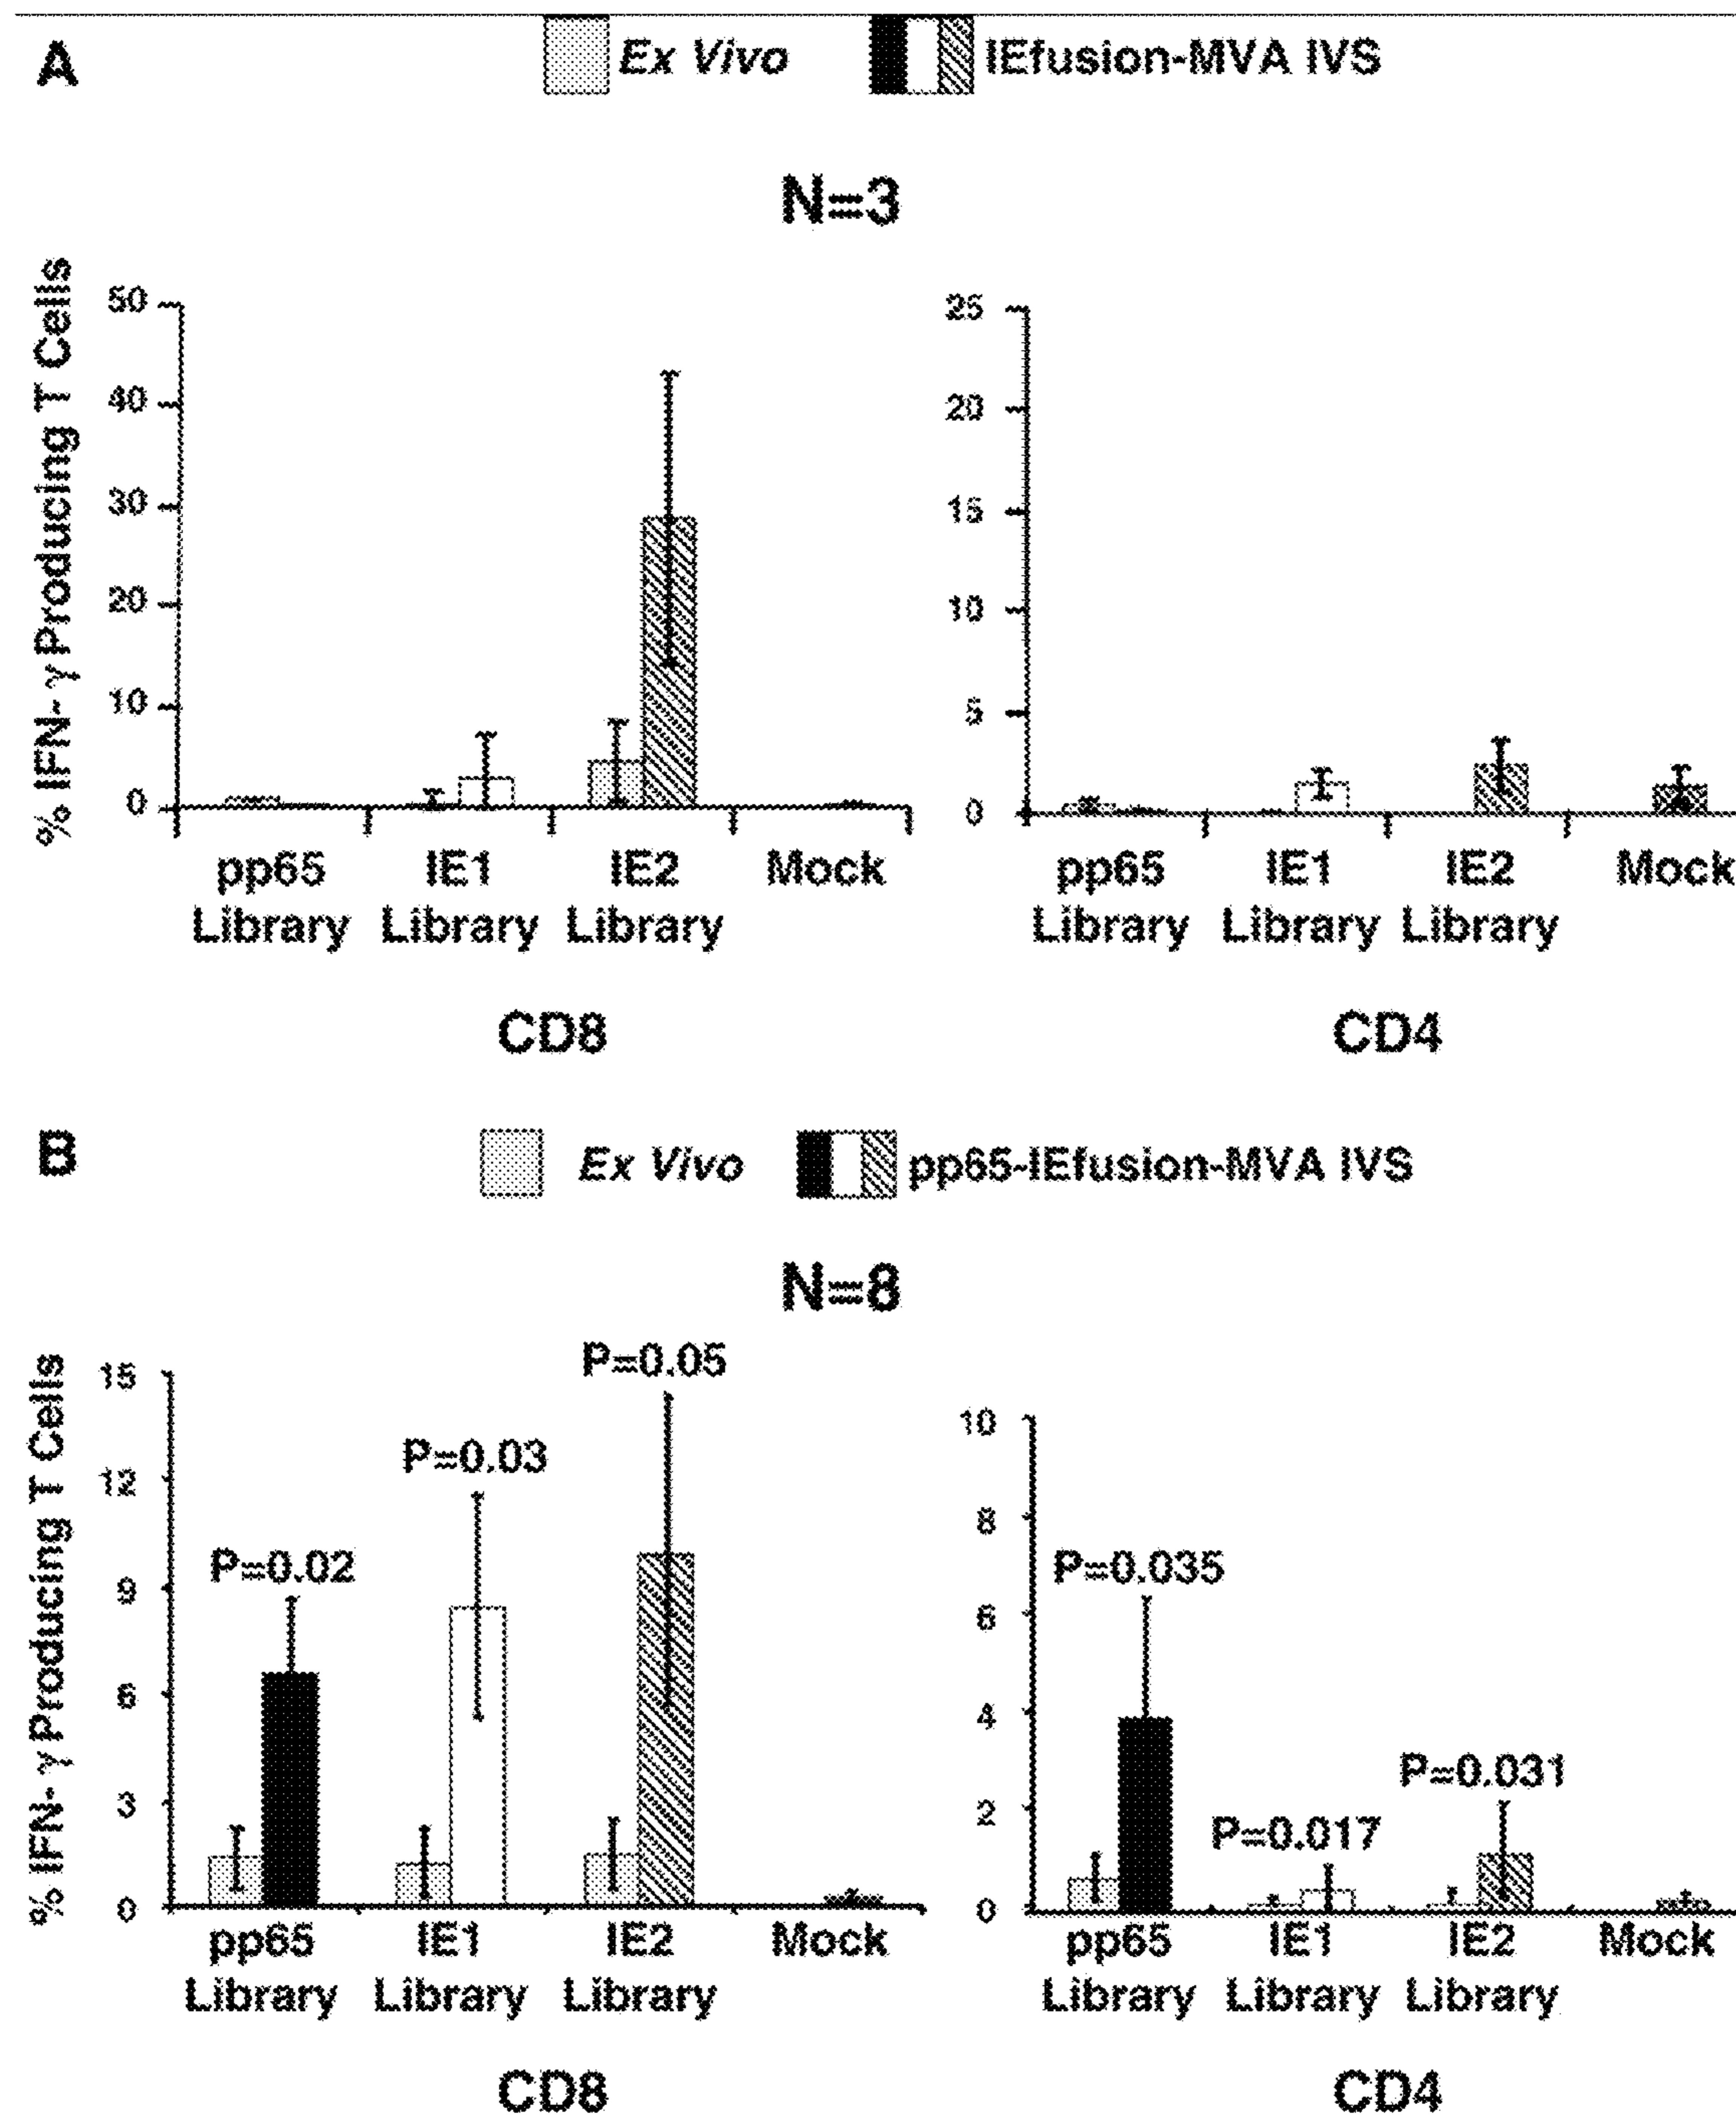 A
Ex Vivo
IEfusion-MVA IVS
N=3
% IFN-γ Producing T Cells
50
40
30
20
10
0
pp65 Library
IE1 Library
IE2 Library
Mock
CD8
25
20
15
10
5
0
pp65 Library
IE1 Library
IE2 Library
Mock
CD4
B
Ex Vivo
pp65-IEfusion-MVA IVS
N=8
% IFN-γ Producing T Cells
15
12
9
6
3
0
P=0.02
P=0.03
P=0.05
pp65 Library
IE1 Library
IE2 Library
Mock
CD8
10
8
6
4
2
0
P=0.035
P=0.017
P=0.031
pp65 Library
IE1 Library
IE2 Library
Mock
CD4